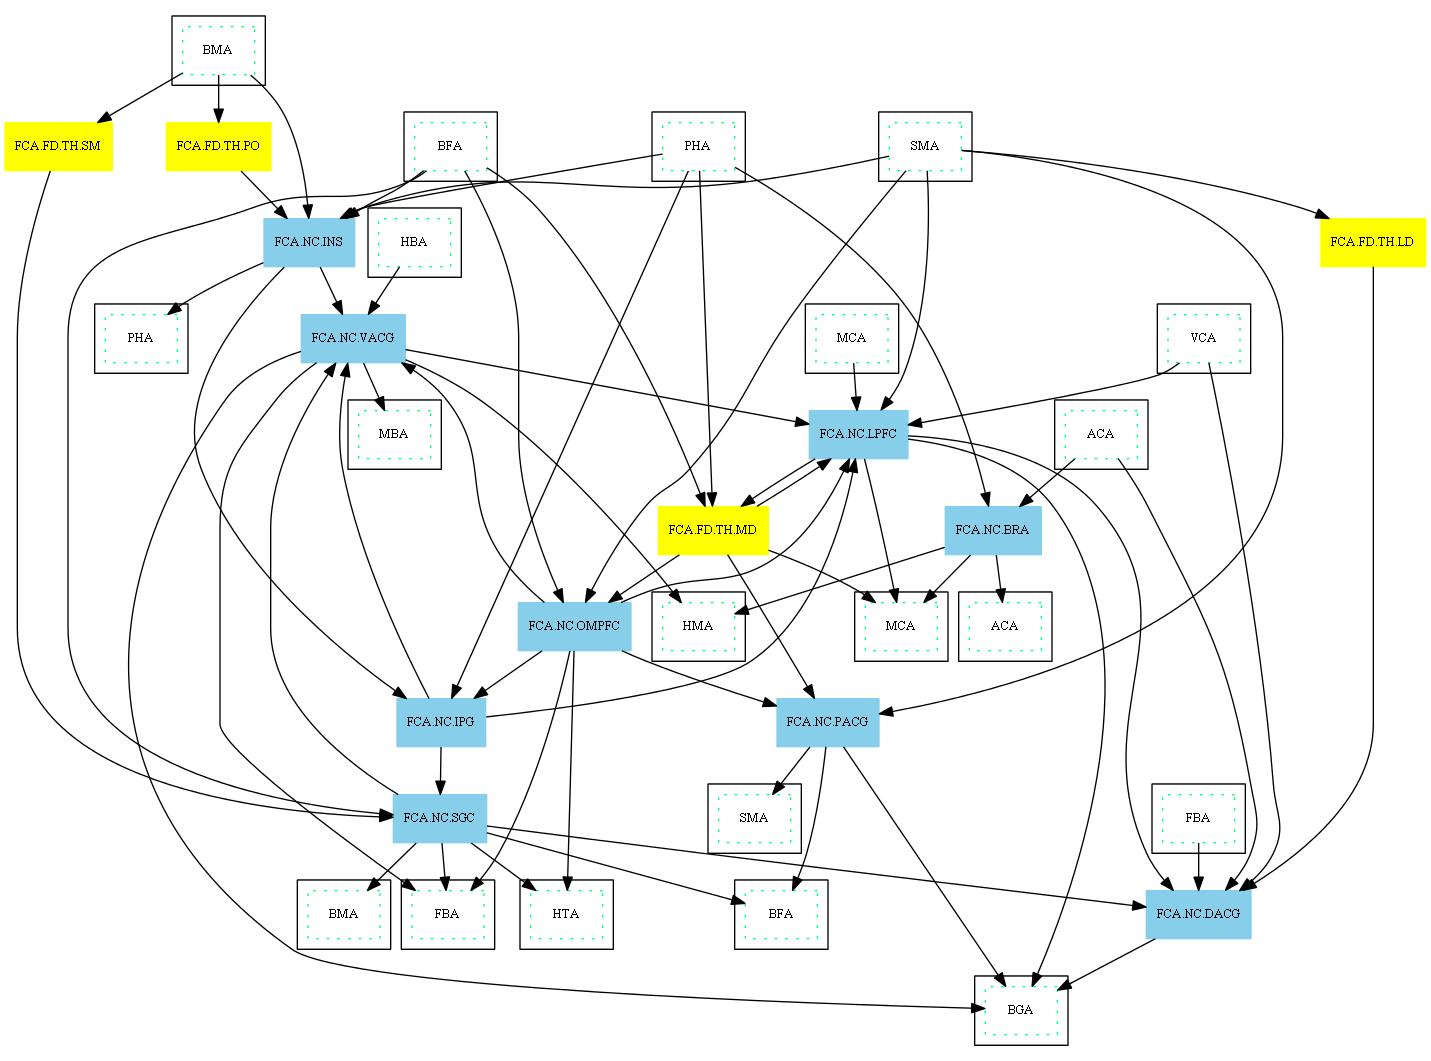 BMA
FCA.FD.TH.SM
FCA.FD.TH.PO
BFA
PHA
SMA
FCA.NC.INS
HBA
FCA.FD.TH.LD
PHA
FCA.NC.VACG
MCA
VCA
MBA
FCA.NC.LPFC
ACA
FCA.FD.TH.MD
FCA.NC.BRA
FCA.NC.OMPFC
HMA
MCA
ACA
FCA.NC.IPG
FCA.NC.PACG
FCA.NC.SGC
SMA
FBA
BMA
FBA
HTA
BFA
FCA.NC.DACG
BGA